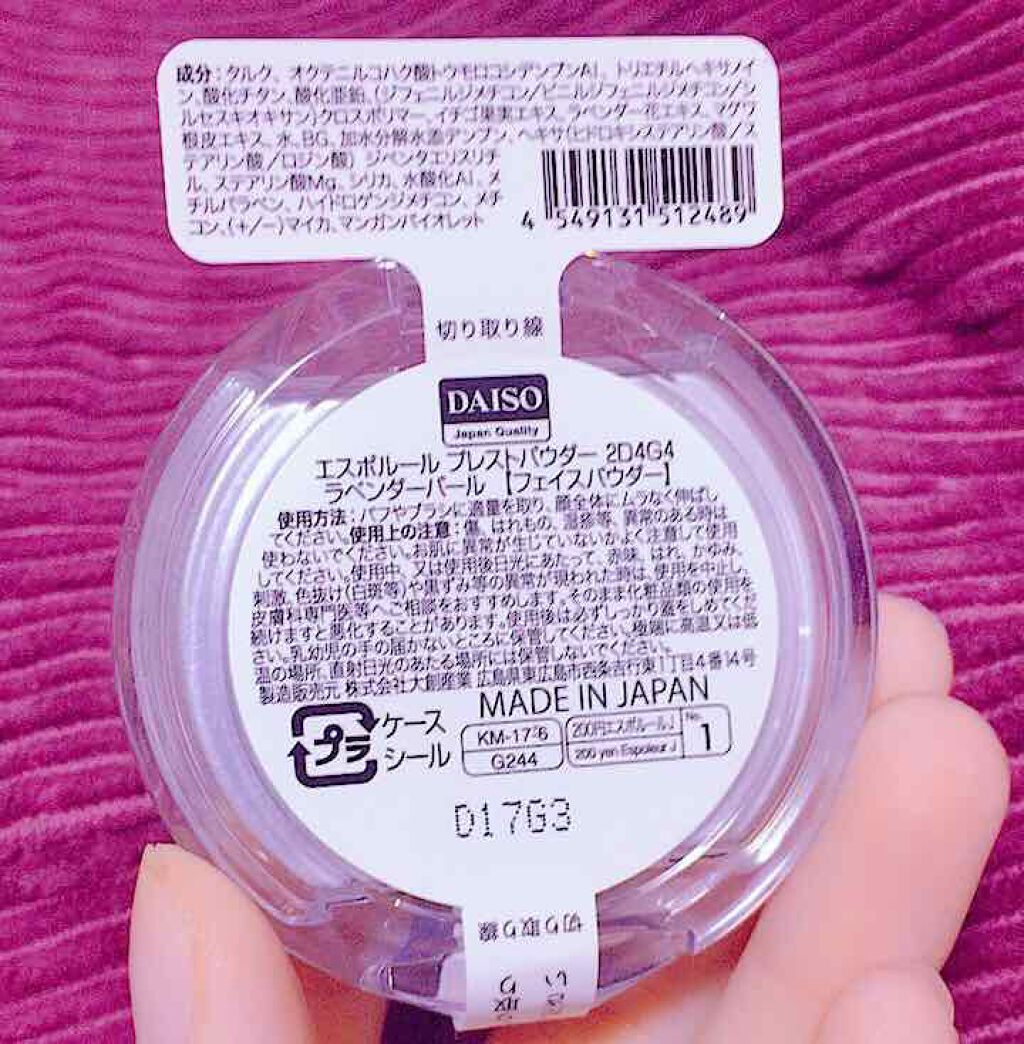 成分：タルク、オクテニルコハク酸トウモロコシデンプンAl、トリエチルヘキサノイ
ン、酸化チタン、酸化亜鉛、(ジフェニルジメチコン/ビニルジフェニルジメチコン/シ
ルセスキオキサン)クロスポリマー、イチゴ果実エキス、ラベンダー花エキス、マグワ
根皮エキス、水、BG、加水分解水添デンプン、ヘキサ(ヒドロキシステアリン酸/ス
テアリン酸/ロジン酸)ジペンタエリスリチ
ル、ステアリン酸Mg、シリカ、水酸化Al、メ
チルパラベン、ハイドロゲンジメチコン、メチ
コン、(+/−)マイカ、マンガンバイオレット
4 549131 512489
切り取り線
DAISO
Japan Quality
エスポルール プレストパウダー 2D4G4
ラベンダーパール 【フェイスパウダー】
使用方法：パフやブラシに適量を取り、顔全体にムラなく伸ばし
てください。使用上の注意：傷、はれもの、湿疹等、異常のある時は
使わないでください。お肌に異常が生じていないかよく注意して使用
してください。使用中、又は使用後日光にあたって、赤味、はれ、かゆみ、
刺激、色抜け(白斑等)や黒ずみ等の異常が現われた時は、使用を中止し、
皮膚科専門医等へご相談をおすすめします。そのまま化粧品類の使用を
続けますと悪化することがあります。使用後は必ずしっかり蓋をしめてくだ
さい。乳幼児の手の届かないところに保管してください。極端に高温又は低
温の場所、直射日光のあたる場所には保管しないでください。
製造販売元 株式会社大創産業 広島県東広島市西条吉行東1丁目4番14号
MADE IN JAPAN
プラ
ケース
シール
KM-17:6
G244
200円エスポルールJ
200 yen Espoleur J
No.
1
D17G3
切り取り線